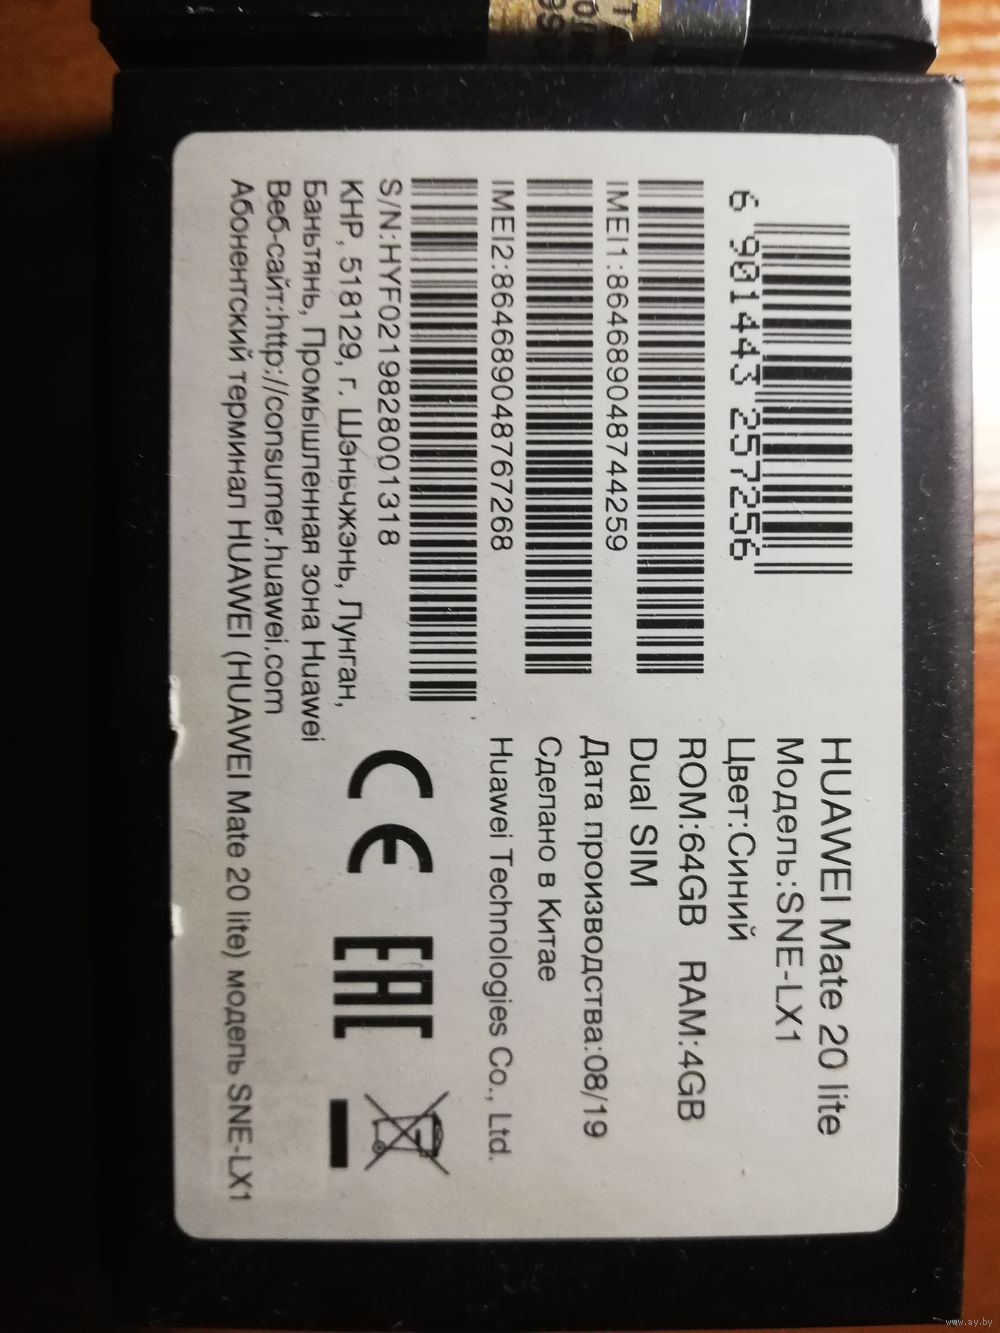 HUAWEI Mate 20 lite
Модель:SNE-LX1
Цвет:Синий
ROM:64GB RAM:4GB
Dual SIM
Дата производства:08/19
Сделано в Китае
Huawei Technologies Co., Ltd.
6 901443 257256
IMEI1:864689048744259
IMEI2:864689048767268
S/N:HYF0219828001318
КНР, 518129, г. Шэньчжэнь, Лунган,
Баньтянь, Промышленная зона Huawei
Веб-сайт:http://consumer.huawei.com
Абонентский терминал HUAWEI (HUAWEI Mate 20 lite) модель SNE-LX1
CE EAC
www.ay.by